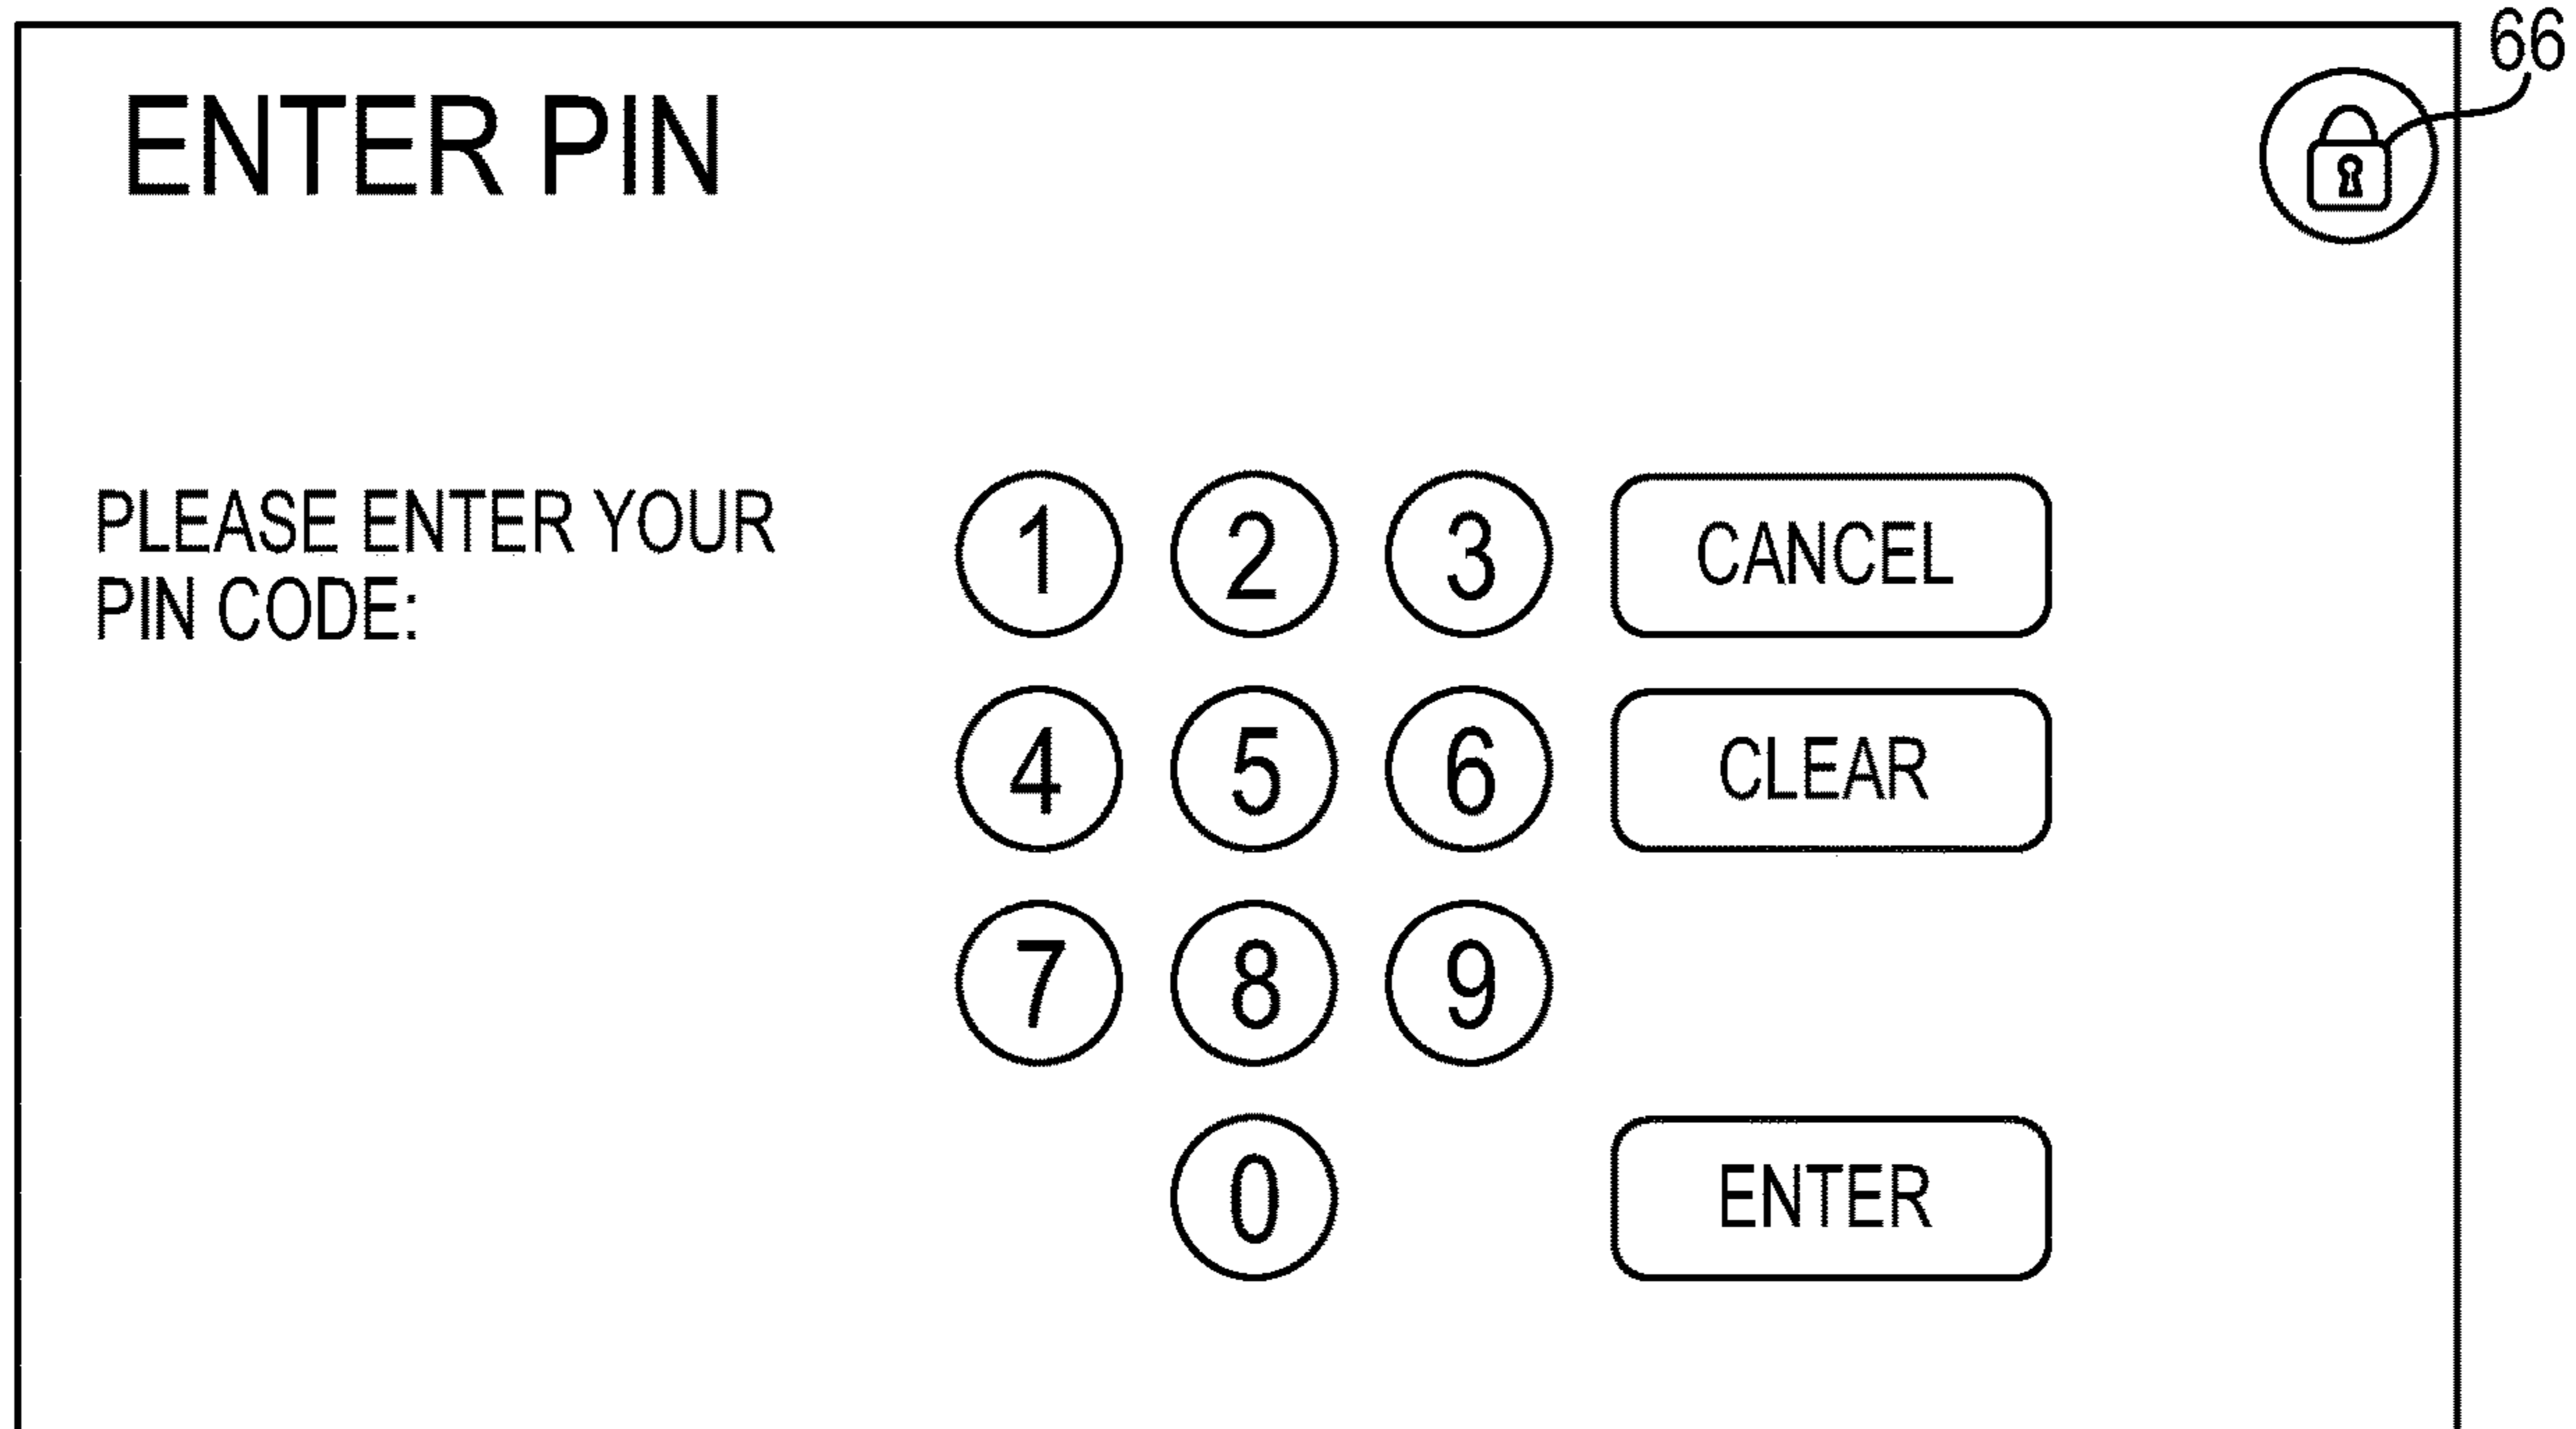 66
ENTER PIN
PLEASE ENTER YOUR
PIN CODE:
1 2 3 CANCEL
4 5 6 CLEAR
7 8 9
0 ENTER